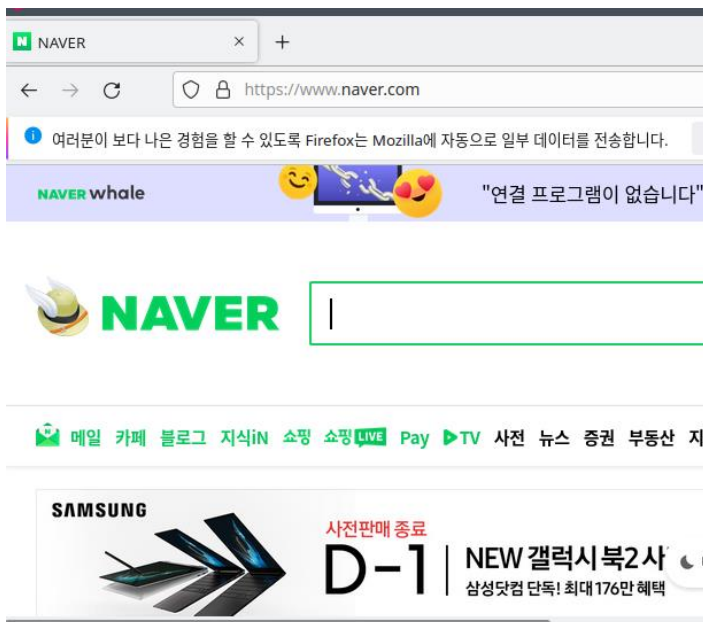 NAVER
https://www.naver.com
여러분이 보다 나은 경험을 할 수 있도록 Firefox는 Mozilla에 자동으로 일부 데이터를 전송합니다.
NAVER whale
"연결 프로그램이 없습니다"
NAVER
메일 카페 블로그 지식iN 쇼핑 쇼핑LIVE Pay TV 사전 뉴스 증권 부동산 지
SAMSUNG
사전판매 종료
D-1
NEW 갤럭시 북2 사
삼성닷컴 단독! 최대 176만 혜택